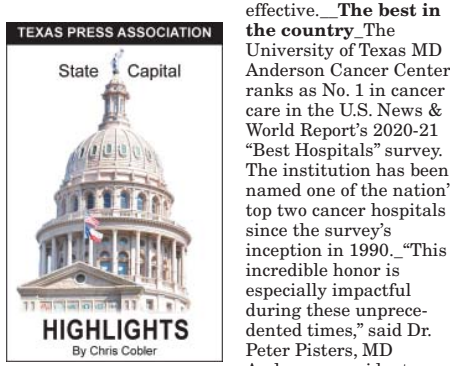 TEXAS PRESS ASSOCIATION
State Capital
HIGHLIGHTS
By Chris Cobler
effective.__The best in
the country_The
University of Texas MD
Anderson Cancer Center
ranks as No. 1 in cancer
care in the U.S. News &
World Report's 2020-21
“Best Hospitals” survey.
The institution has been
named one of the nation’
top two cancer hospitals
since the survey’s
inception in 1990._“This
incredible honor is
especially impactful
during these unprece-
dented times,” said Dr.
Peter Pisters, MD